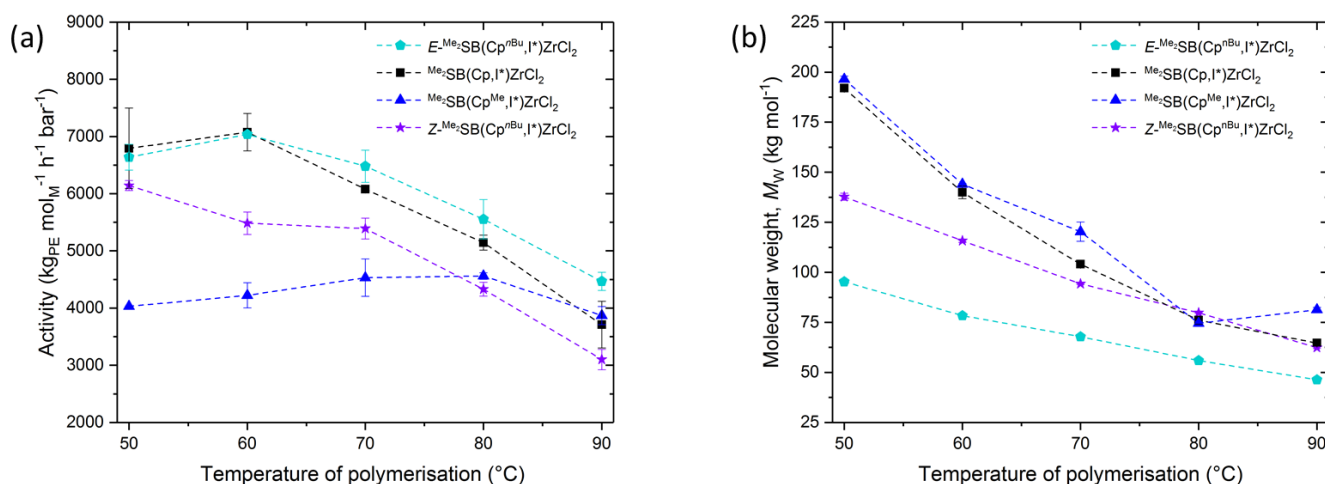 (a)
Activity (kgPE molM⁻¹ h⁻¹ bar⁻¹)
9000
8000
7000
6000
5000
4000
3000
2000
E-Me₂SB(CpnBu,I*)ZrCl₂
Me₂SB(Cp,I*)ZrCl₂
Me₂SB(CpMe,I*)ZrCl₂
Z-Me₂SB(CpnBu,I*)ZrCl₂
50 60 70 80 90
Temperature of polymerisation (°C)
(b)
Molecular weight, MW (kg mol⁻¹)
225
200
175
150
125
100
75
50
25
E-Me₂SB(CpnBu,I*)ZrCl₂
Me₂SB(Cp,I*)ZrCl₂
Me₂SB(CpMe,I*)ZrCl₂
Z-Me₂SB(CpnBu,I*)ZrCl₂
50 60 70 80 90
Temperature of polymerisation (°C)